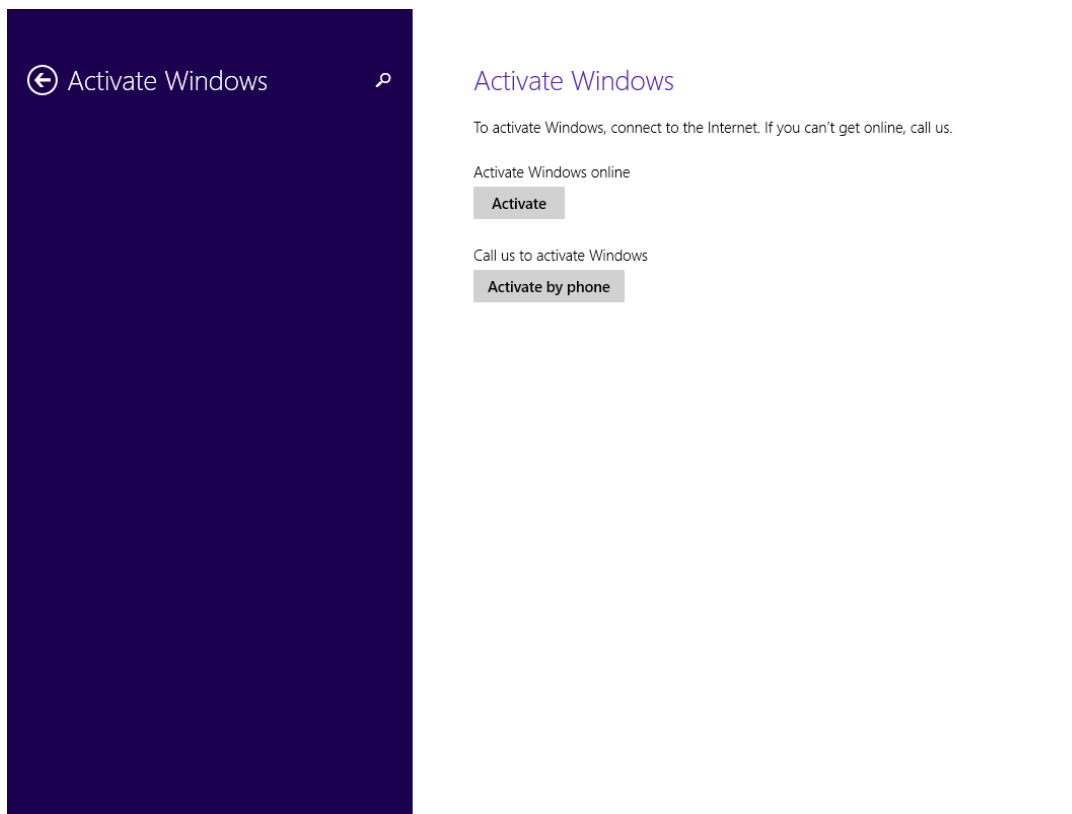 Activate Windows
Activate Windows
To activate Windows, connect to the Internet. If you can't get online, call us.
Activate Windows online
Activate
Call us to activate Windows
Activate by phone